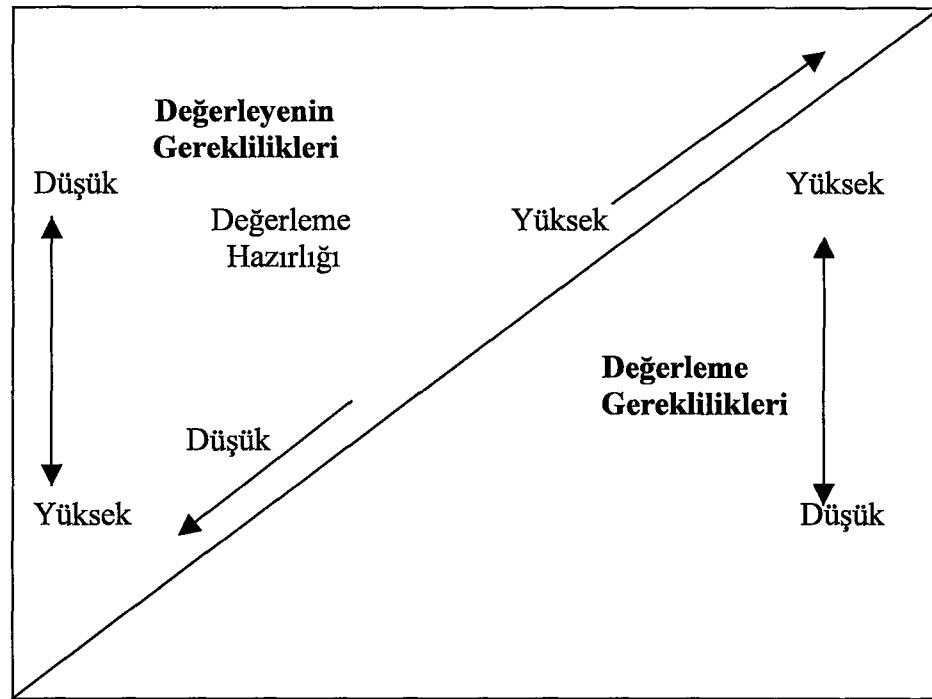 Değerleyenin
Gereklilikleri
Düşük
Yüksek
Değerleme
Hazırlığı
Yüksek
Değerleme
Gereklilikleri
Düşük
Yüksek
Düşük